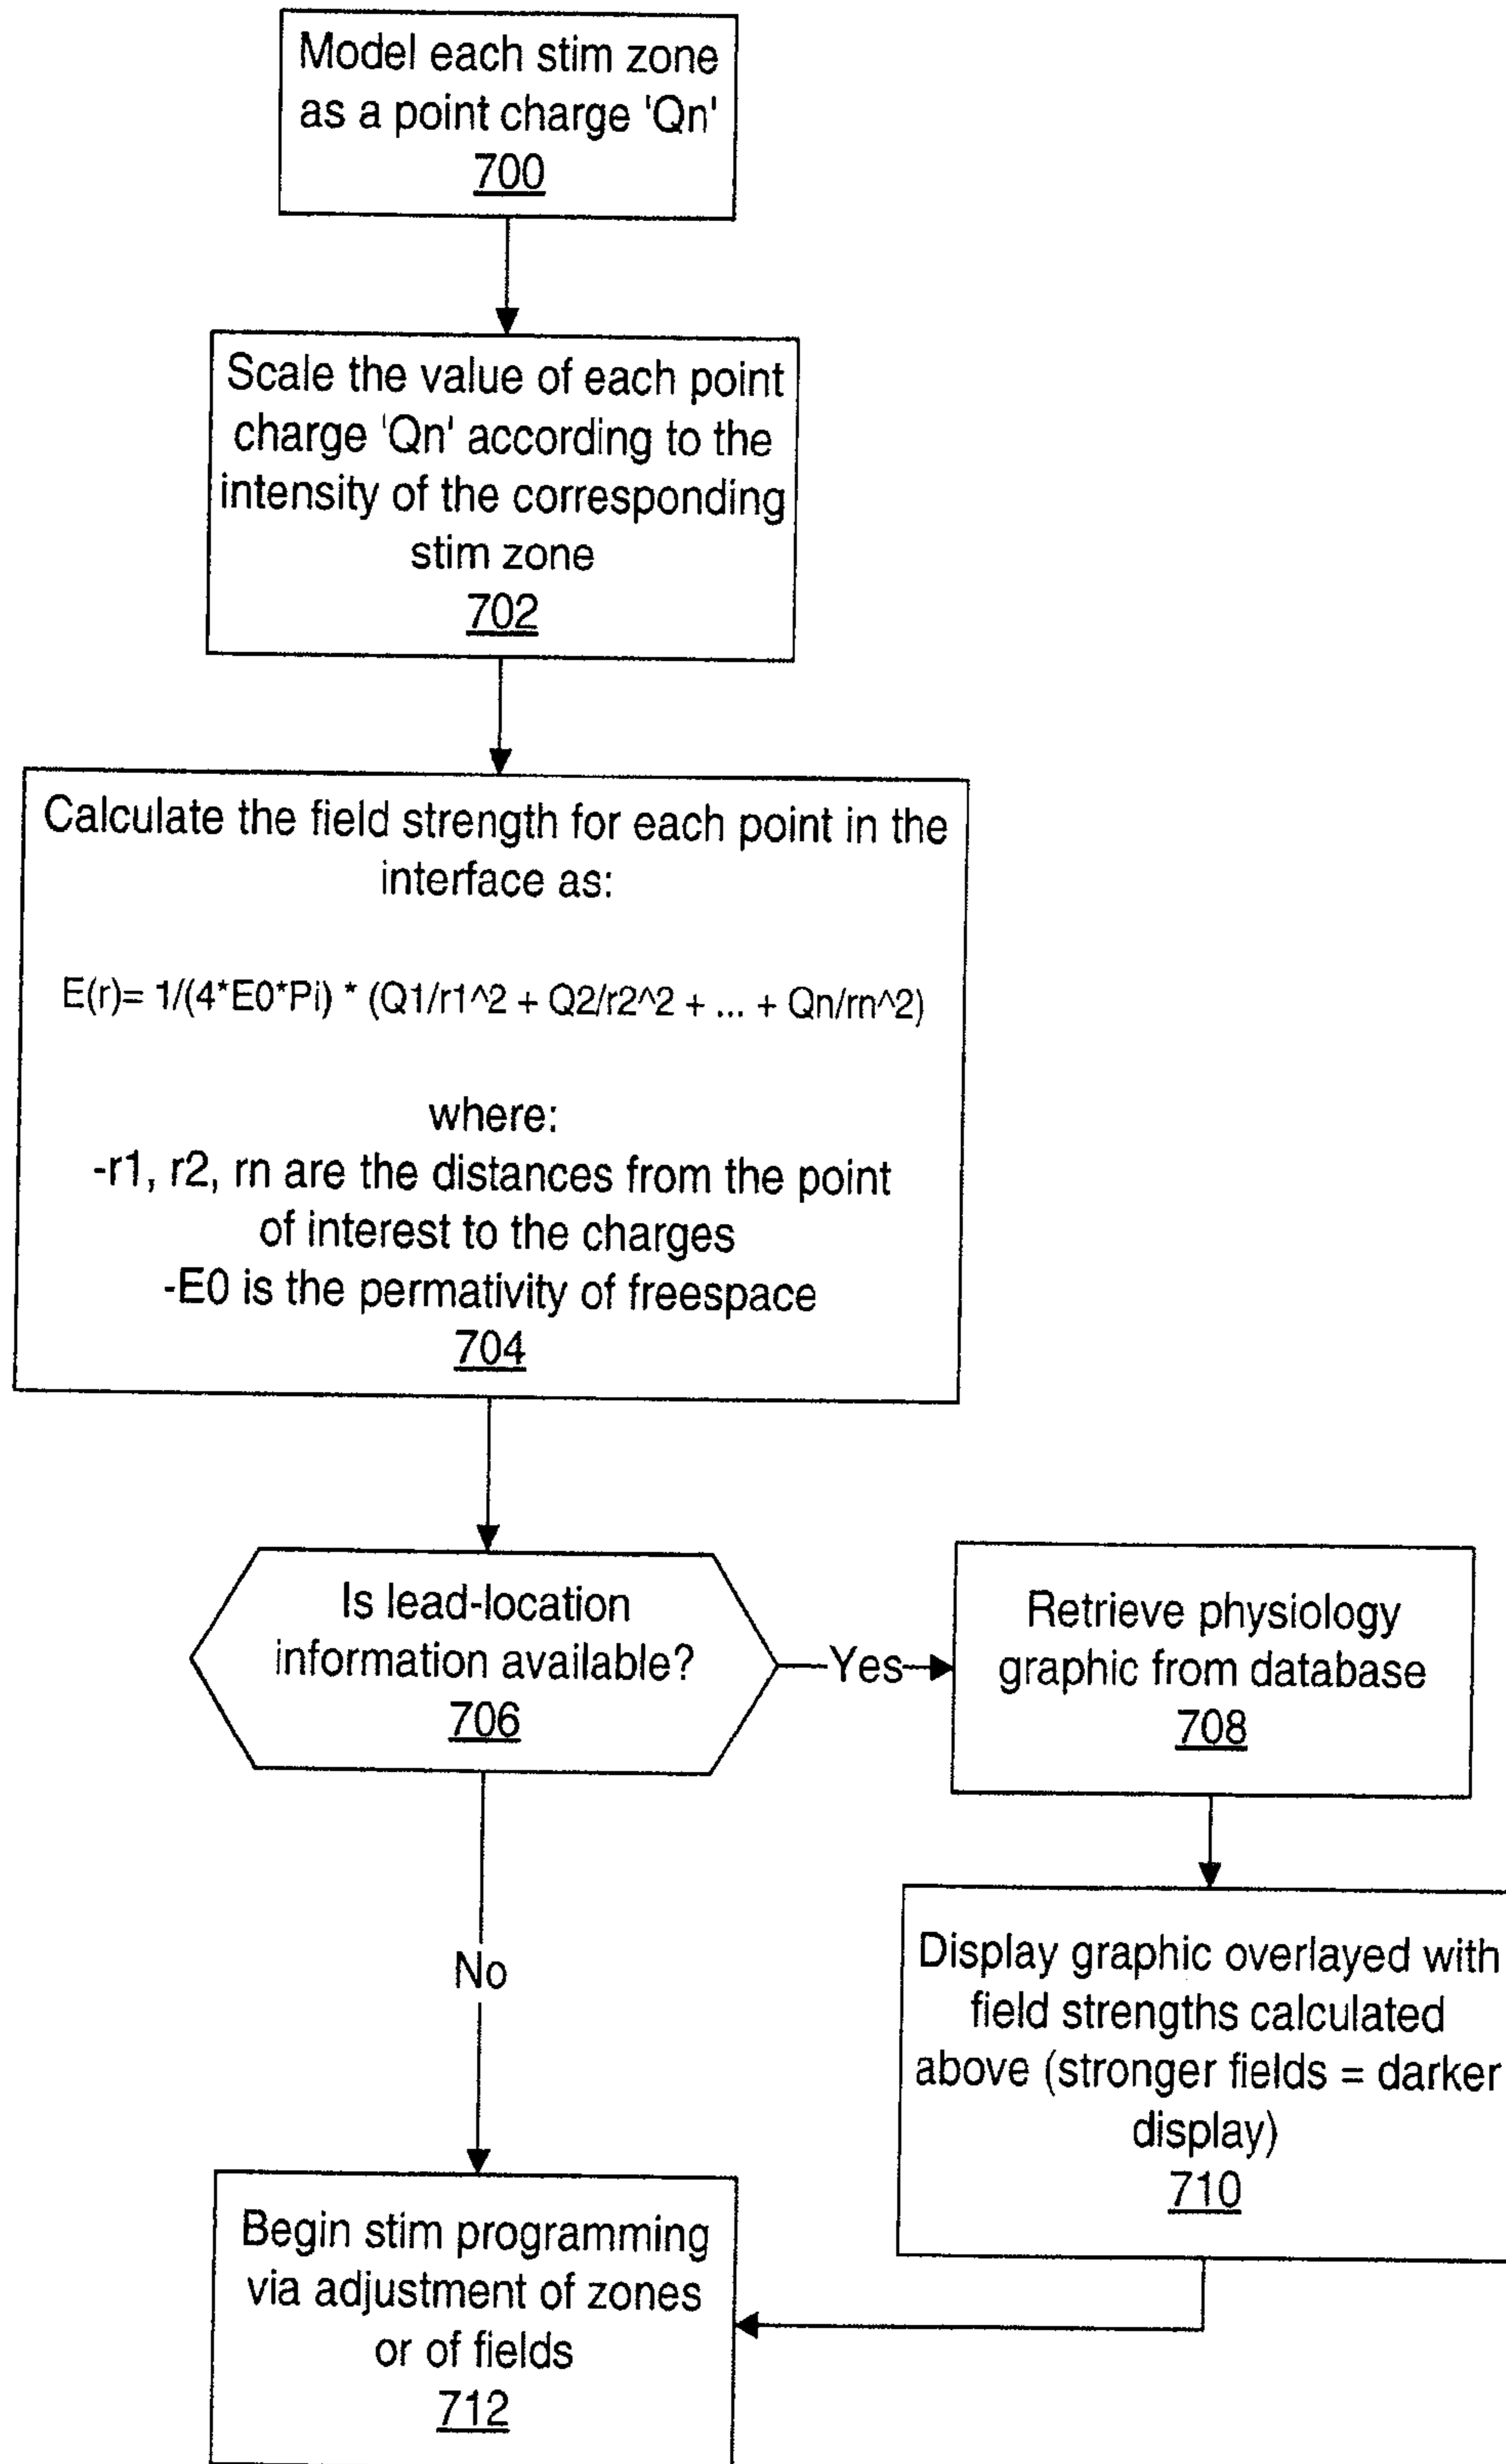 Model each stim zone
as a point charge 'Qn'
700
Scale the value of each point
charge 'Qn' according to the
intensity of the corresponding
stim zone
702
Calculate the field strength for each point in the
interface as:
E(r)= 1/(4*E0*Pi) * (Q1/r1^2 + Q2/r2^2 + ... + Qn/rn^2)
where:
-r1, r2, rn are the distances from the point
of interest to the charges
-E0 is the permativity of freespace
704
Is lead-location
information available?
706
Yes
Retrieve physiology
graphic from database
708
No
Display graphic overlayed with
field strengths calculated
above (stronger fields = darker
display)
710
Begin stim programming
via adjustment of zones
or of fields
712